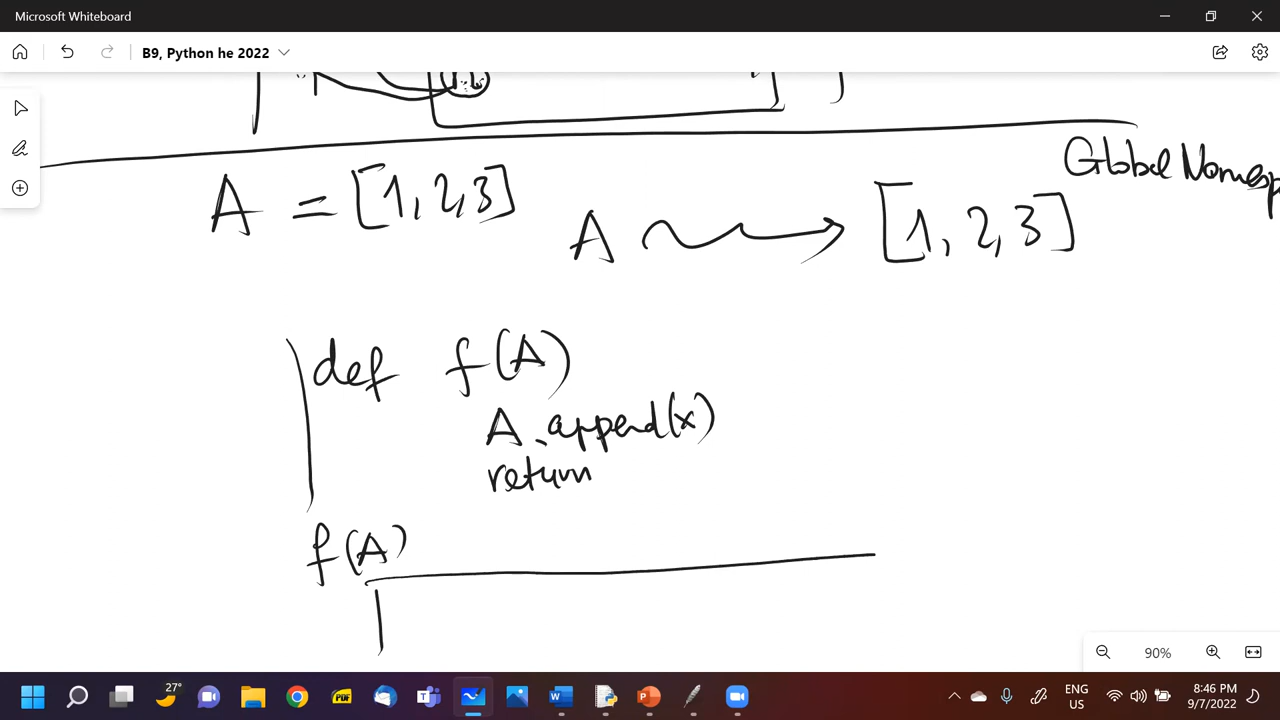 Microsoft Whiteboard
B9, Python he 2022
Global Namesp
A = [1,2,3]
A [1,2,3]
def f(A)
A.append(x)
return
f(A)
90%
27°
PDF
ENG
US
8:46 PM
9/7/2022